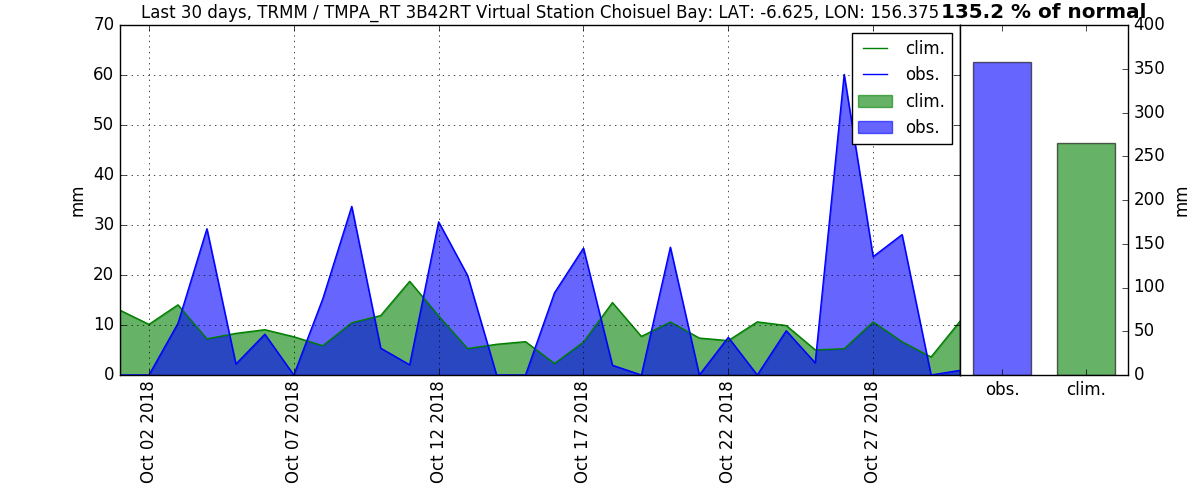 Last 30 days, TRMM / TMPA_RT 3B42RT Virtual Station Choisuel Bay: LAT: -6.625, LON: 156.375
135.2 % of normal
70
60
50
40
30
20
10
0
mm
clim.
obs.
clim.
obs.
Oct 02 2018
Oct 07 2018
Oct 12 2018
Oct 17 2018
Oct 22 2018
Oct 27 2018
400
350
300
250
200
150
100
50
0
mm
obs.
clim.